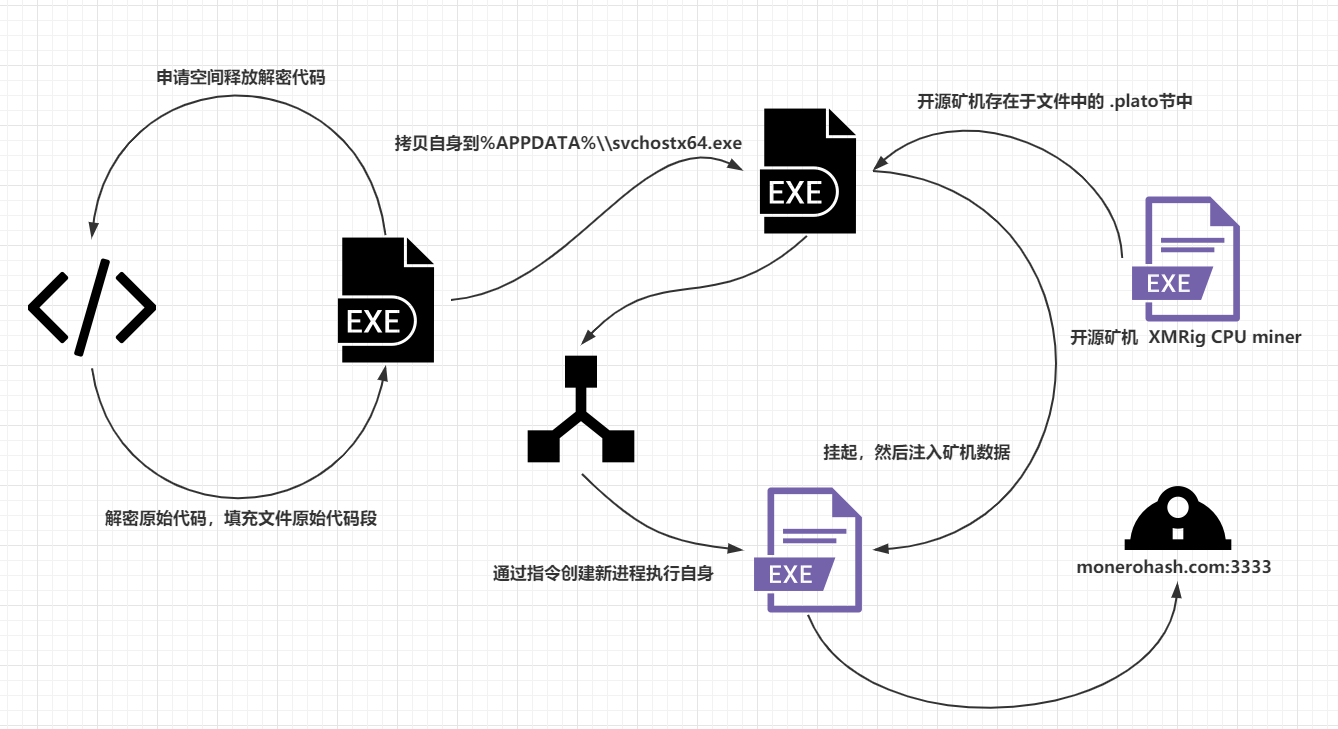 申请空间释放解密代码
开源矿机存在于文件中的 .plato节中
拷贝自身到%APPDATA%\\svchostx64.exe
EXE
EXE
EXE
开源矿机 XMRig CPU miner
挂起，然后注入矿机数据
解密原始代码，填充文件原始代码段
通过指令创建新进程执行自身
EXE
monerohash.com:3333